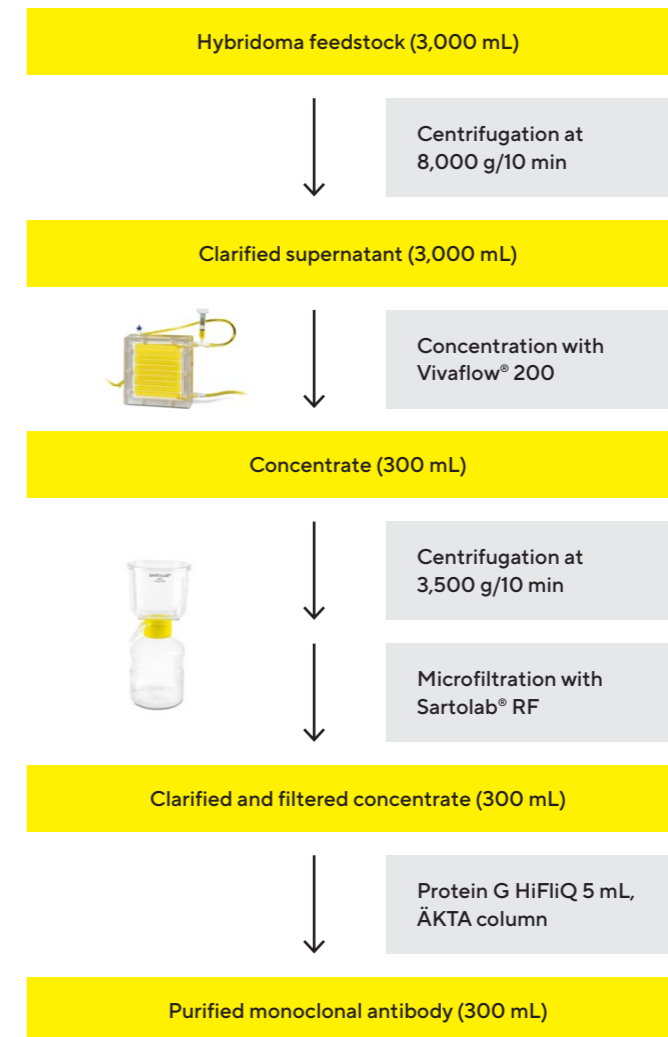 Hybridoma feedstock (3,000 mL)
Centrifugation at
8,000 g/10 min
Clarified supernatant (3,000 mL)
Concentration with
Vivaflow® 200
Concentrate (300 mL)
Centrifugation at
3,500 g/10 min
SARTOLAB®
Microfiltration with
Sartolab® RF
Clarified and filtered concentrate (300 mL)
Protein G HiFliQ 5 mL,
ÄKTA column
Purified monoclonal antibody (300 mL)